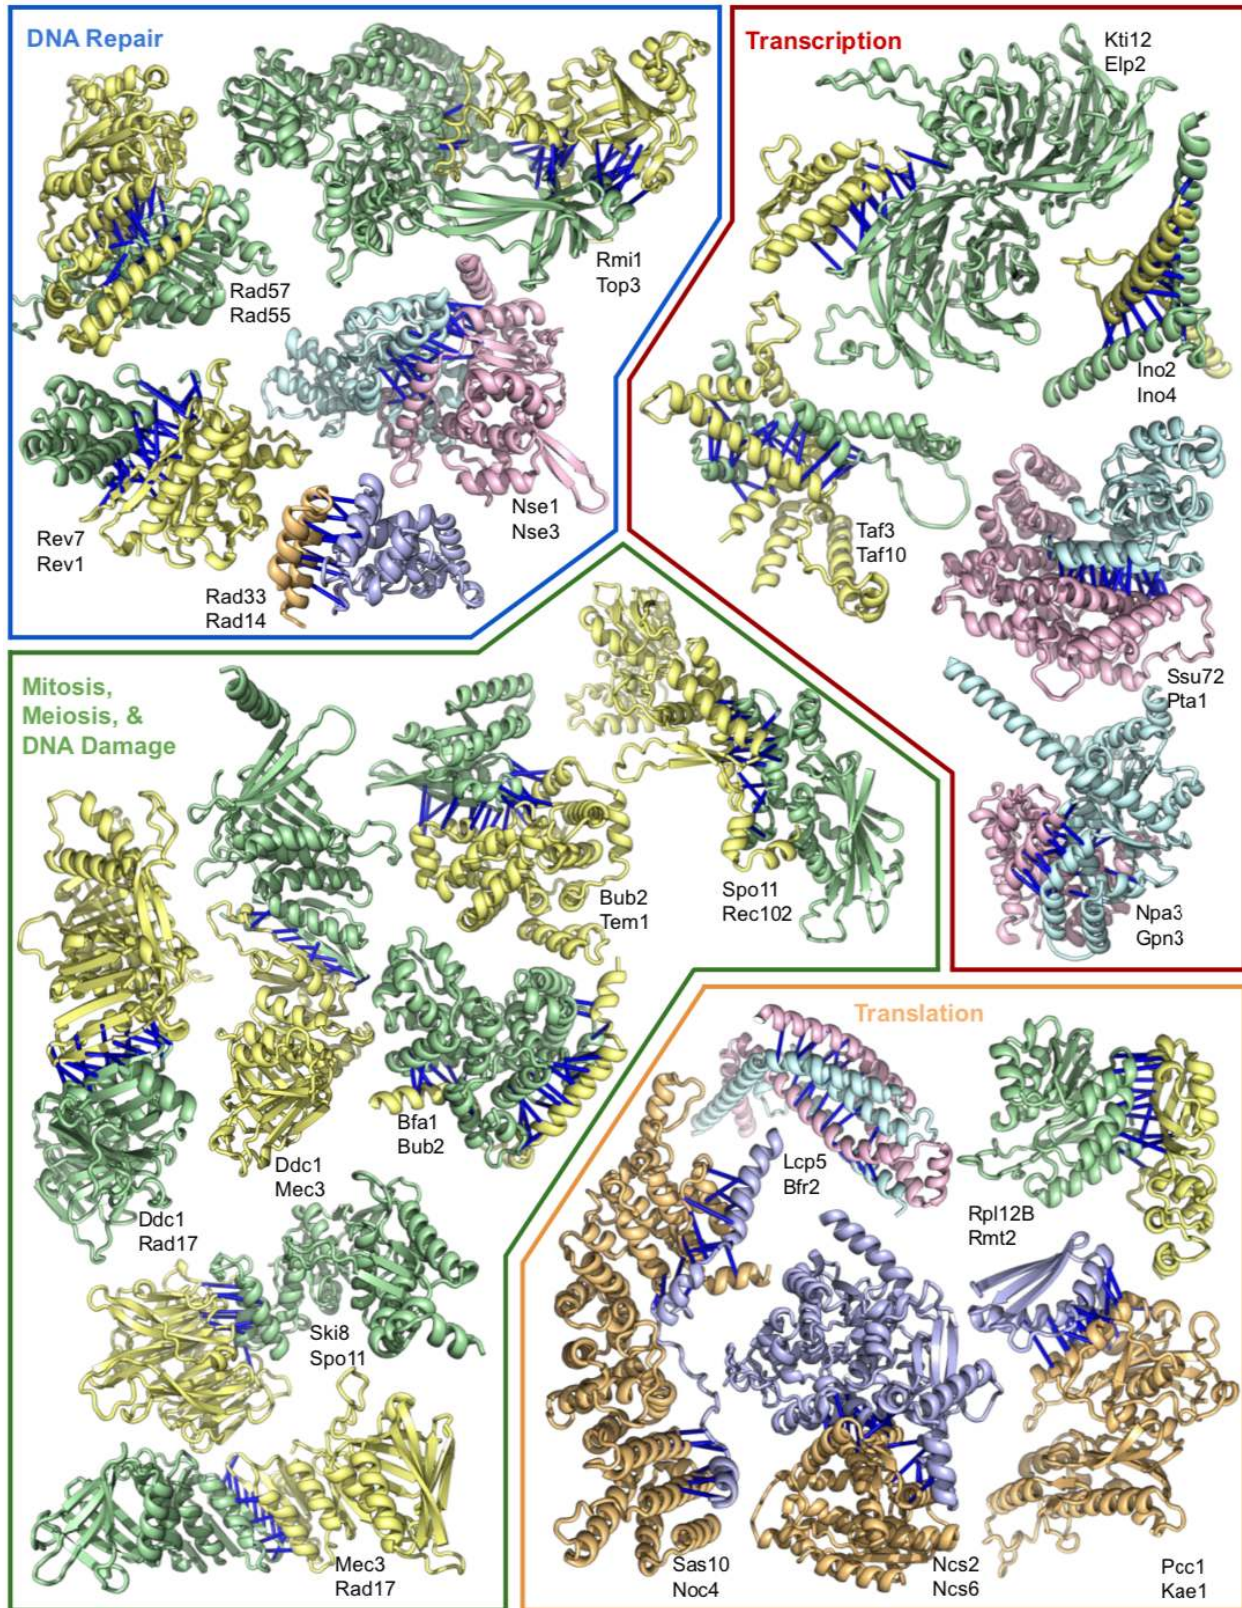 DNA Repair
Rad57
Rad55
Rmi1
Top3
Rev7
Rev1
Nse1
Nse3
Rad33
Rad14
Transcription
Kti12
Elp2
Ino2
Ino4
Taf3
Taf10
Ssu72
Pta1
Npa3
Gpn3
Mitosis,
Meiosis, &
DNA Damage
Bub2
Tem1
Spo11
Rec102
Bfa1
Bub2
Ddc1
Mec3
Ddc1
Rad17
Ski8
Spo11
Mec3
Rad17
Translation
Lcp5
Bfr2
Rpl12B
Rmt2
Sas10
Noc4
Ncs2
Ncs6
Pcc1
Kae1